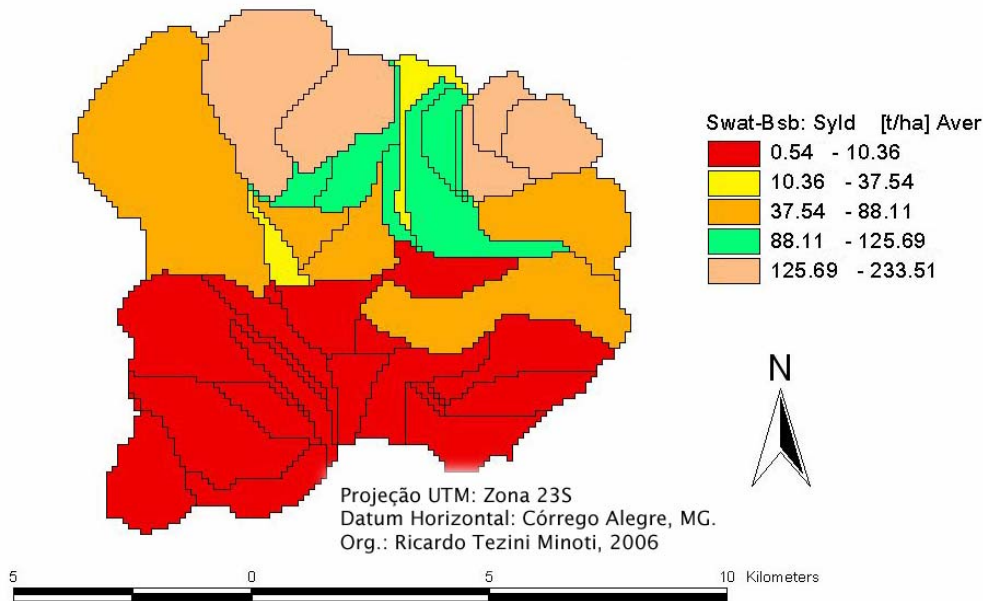 Swat-Bsb: Syld [t/ha] Aver
0.54 - 10.36
10.36 - 37.54
37.54 - 88.11
88.11 - 125.69
125.69 - 233.51
N
Projeção UTM: Zona 23S
Datum Horizontal: Córrego Alegre, MG.
Org.: Ricardo Tezini Minoti, 2006
5 0 5 10 Kilometers